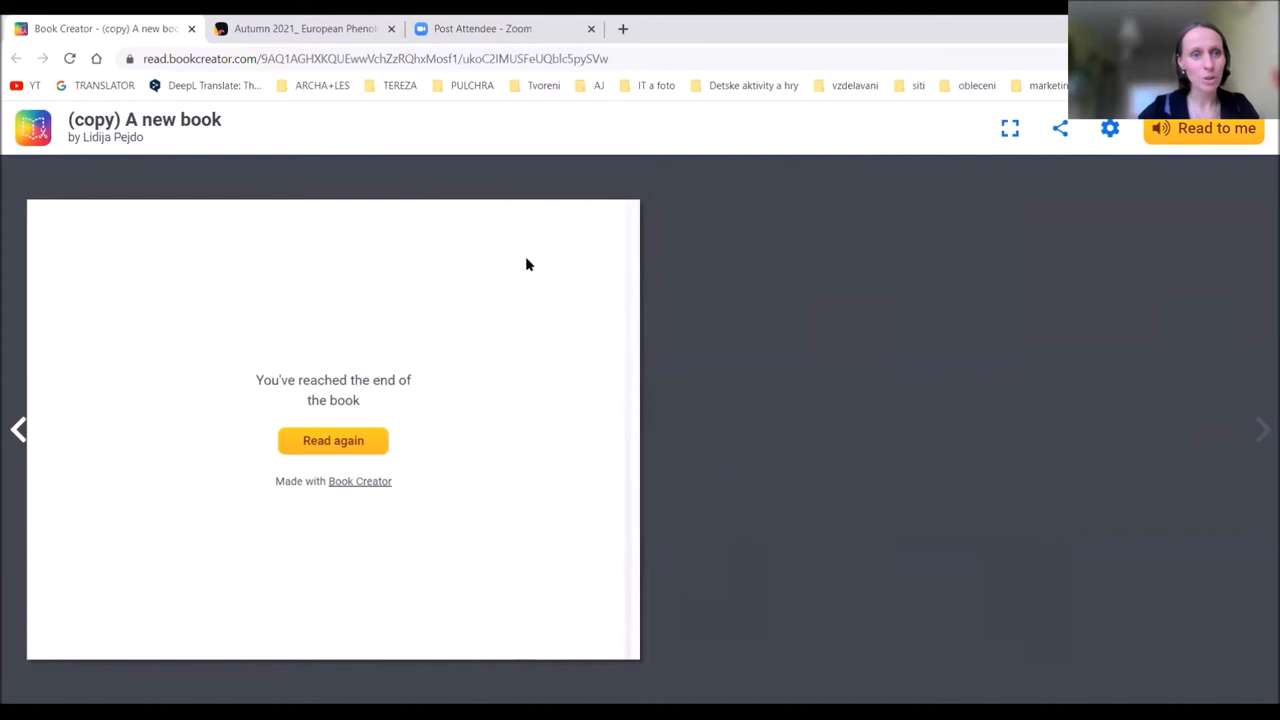 Book Creator - (copy) A new boo
Autumn 2021_ European Phenol
Post Attendee - Zoom
read.bookcreator.com/9AQ1AGHXKQUEwwVchZzRQhxMosf1/ukoC2IMUSFeUQblc5pySVw
YT TRANSLATOR DeepL Translate: Th... ARCHA+LES TEREZA PULCHRA Tvoreni AJ IT a foto Detske aktivity a hry vzdelavani siti obleceni marketin
(copy) A new book
by Lidija Pejdo
Read to me
You've reached the end of
the book
Read again
Made with Book Creator